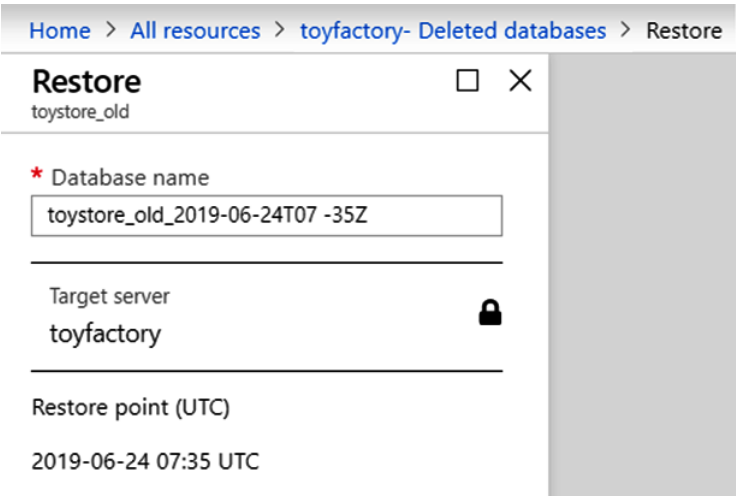 Home > All resources > toyfactory- Deleted databases > Restore
Restore
toystore_old
* Database name
toystore_old_2019-06-24T07 -35Z
Target server
toyfactory
Restore point (UTC)
2019-06-24 07:35 UTC